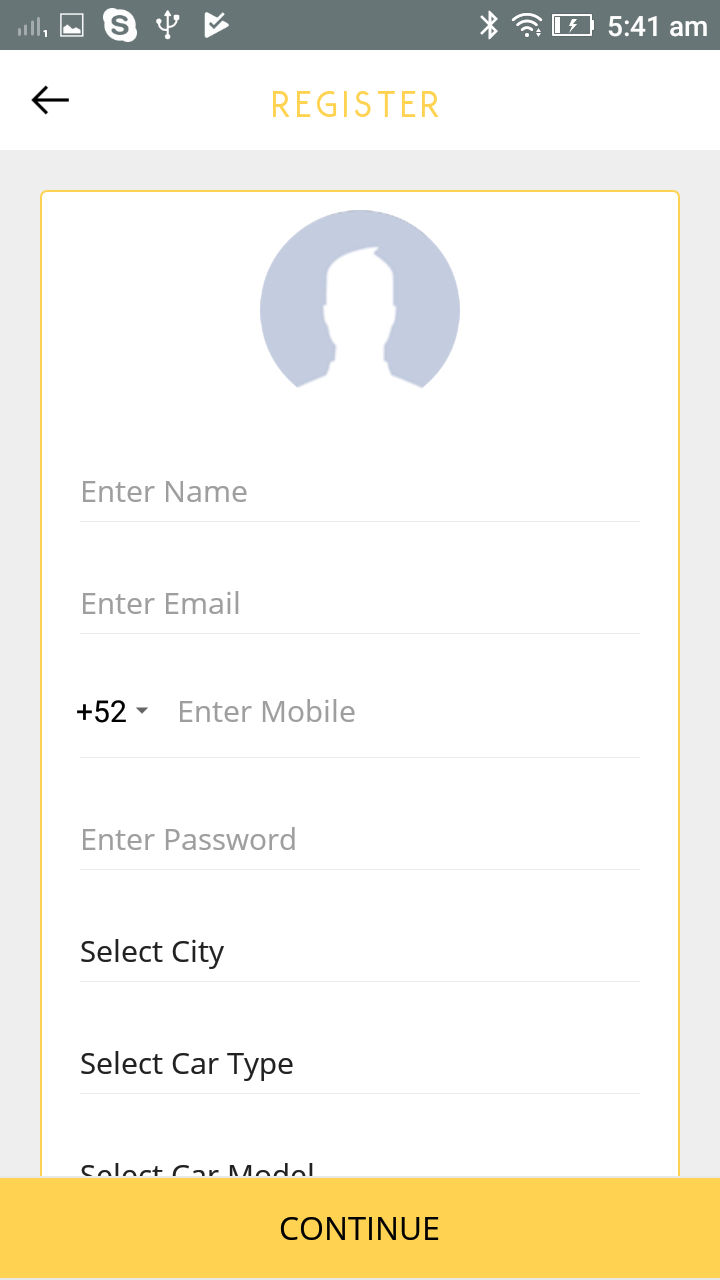 5:41 am
REGISTER
Enter Name
Enter Email
+52 Enter Mobile
Enter Password
Select City
Select Car Type
Select Car Model
CONTINUE